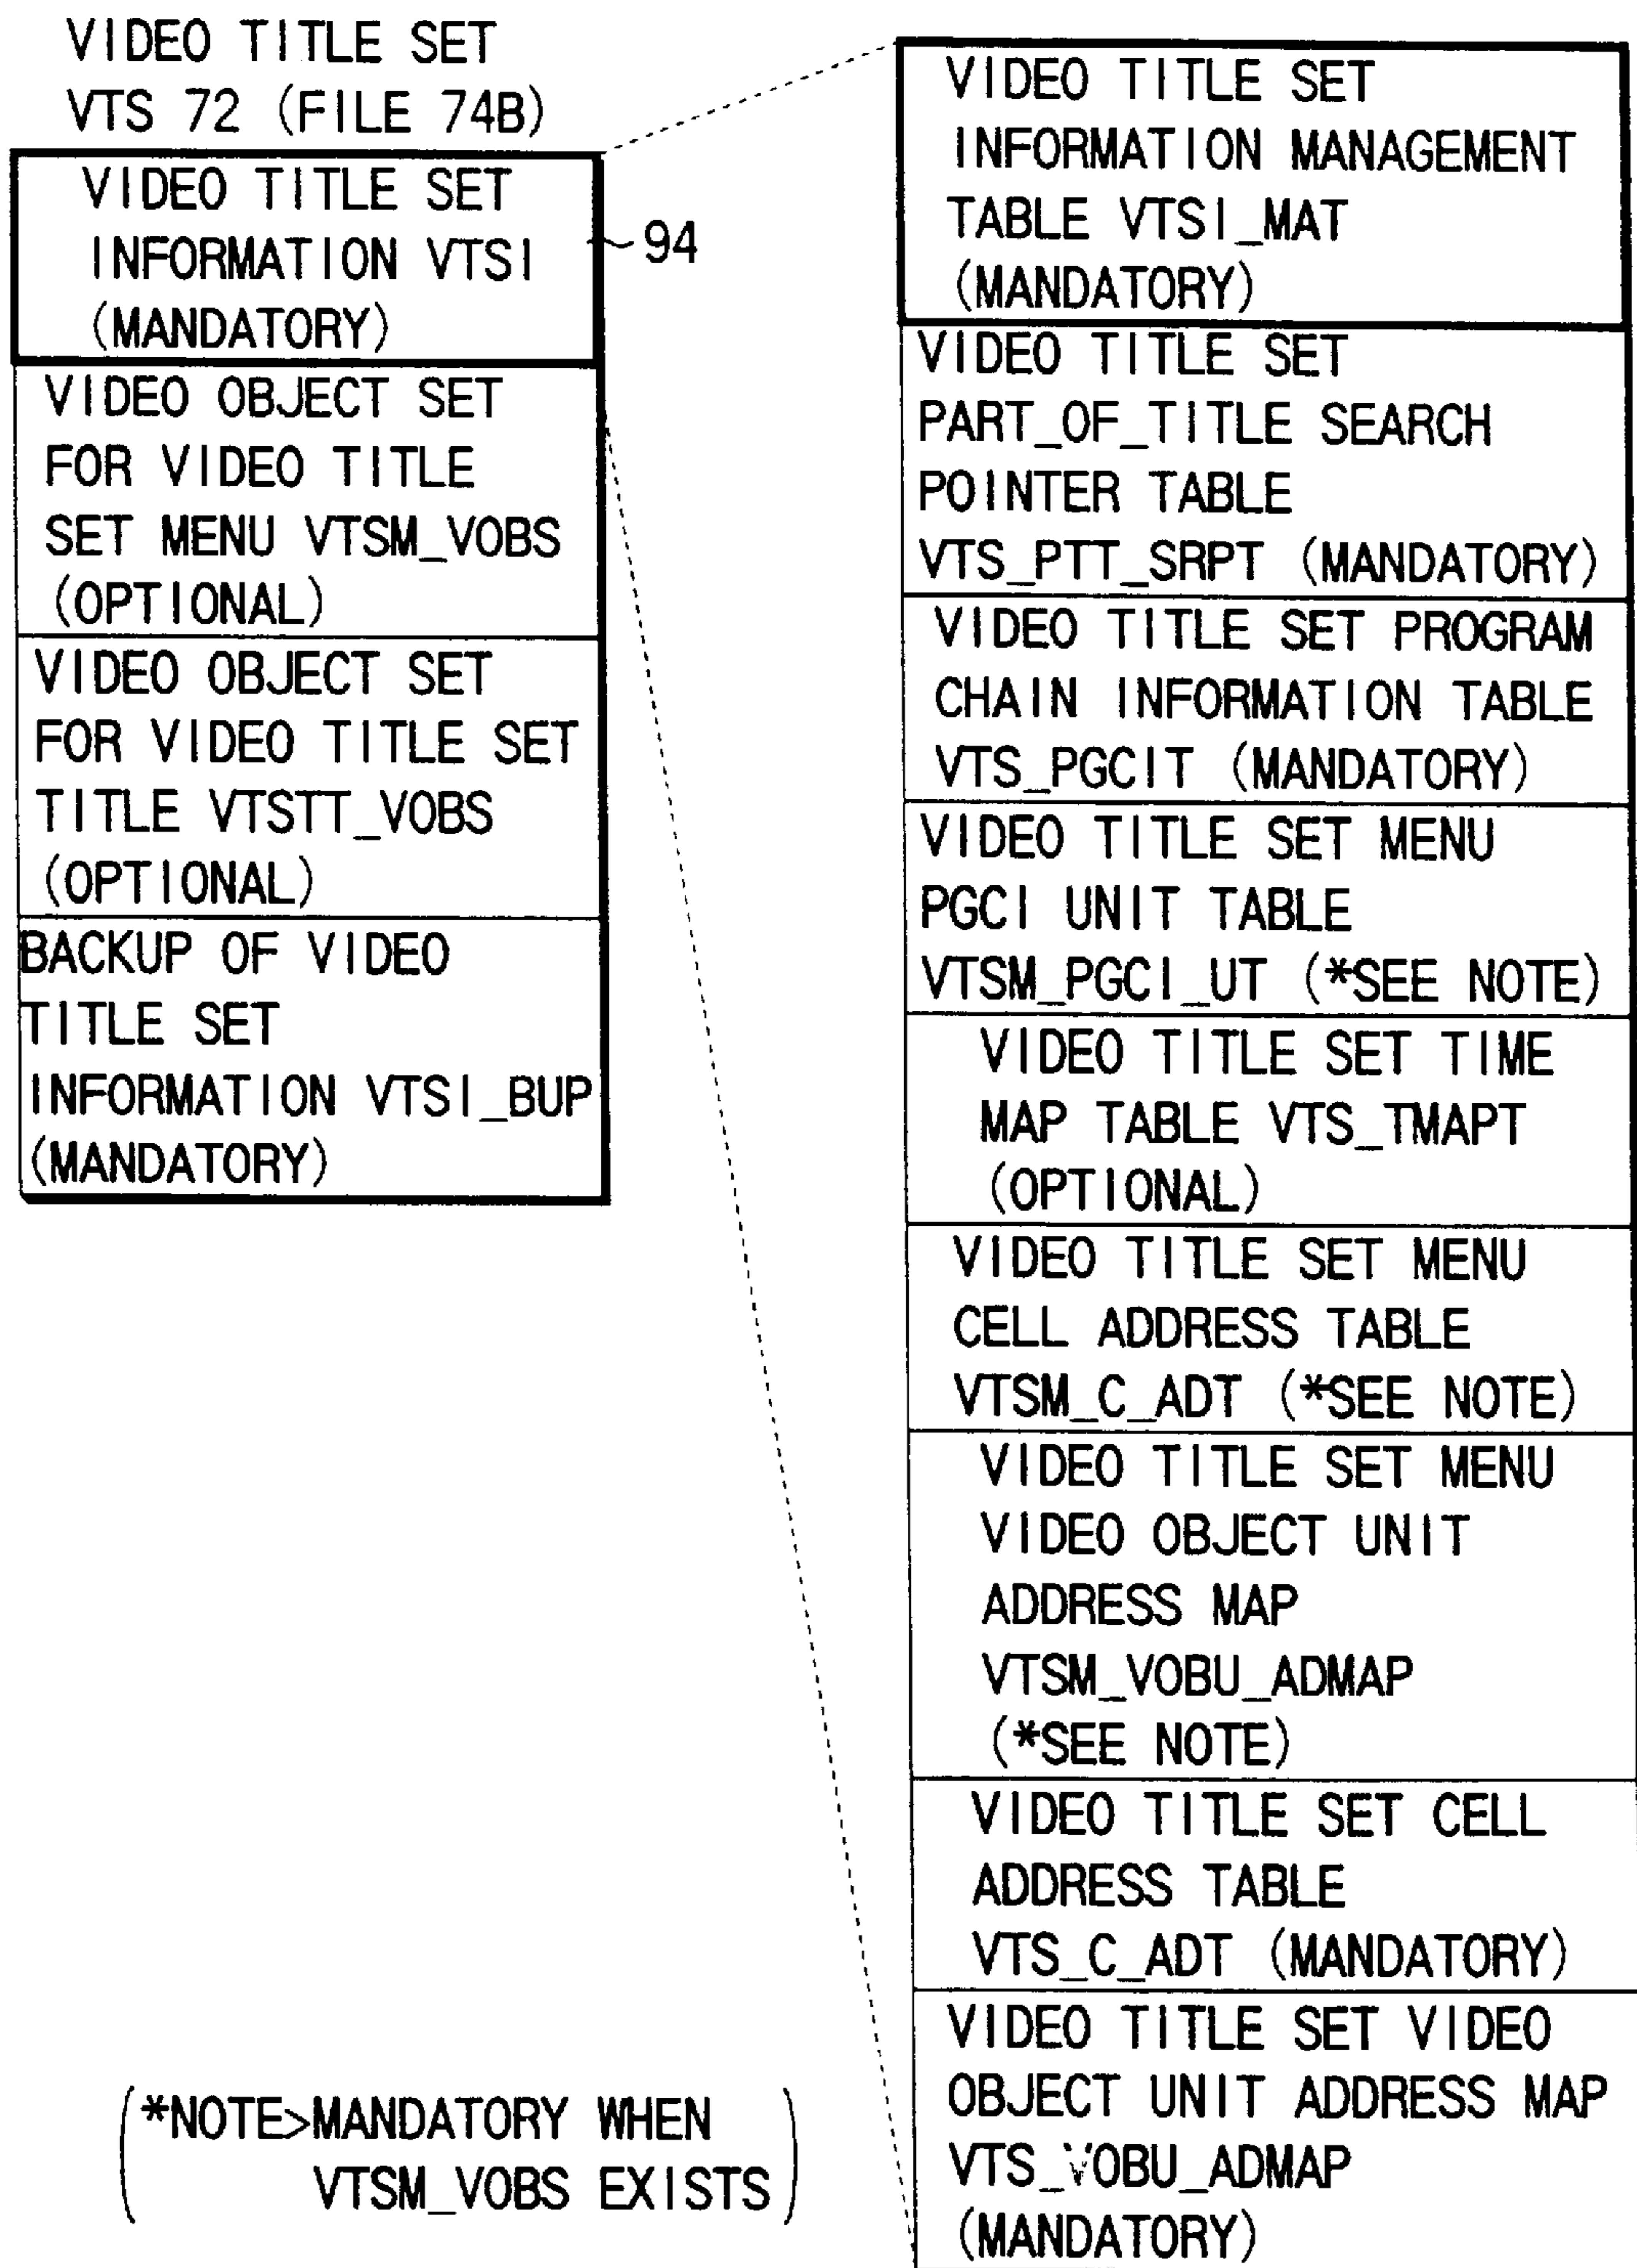 VIDEO TITLE SET
VTS 72 (FILE 74B)
VIDEO TITLE SET
INFORMATION VTSI
(MANDATORY)
94
VIDEO OBJECT SET
FOR VIDEO TITLE
SET MENU VTSM_VOBS
(OPTIONAL)
VIDEO OBJECT SET
FOR VIDEO TITLE SET
TITLE VTSTT_VOBS
(OPTIONAL)
BACKUP OF VIDEO
TITLE SET
INFORMATION VTSI_BUP
(MANDATORY)
VIDEO TITLE SET
INFORMATION MANAGEMENT
TABLE VTSI_MAT
(MANDATORY)
VIDEO TITLE SET
PART_OF_TITLE SEARCH
POINTER TABLE
VTS_PTT_SRPT (MANDATORY)
VIDEO TITLE SET PROGRAM
CHAIN INFORMATION TABLE
VTS_PGCIT (MANDATORY)
VIDEO TITLE SET MENU
PGCI UNIT TABLE
VTSM_PGCI_UT (*SEE NOTE)
VIDEO TITLE SET TIME
MAP TABLE VTS_TMAPT
(OPTIONAL)
VIDEO TITLE SET MENU
CELL ADDRESS TABLE
VTSM_C_ADT (*SEE NOTE)
VIDEO TITLE SET MENU
VIDEO OBJECT UNIT
ADDRESS MAP
VTSM_VOBU_ADMAP
(*SEE NOTE)
VIDEO TITLE SET CELL
ADDRESS TABLE
VTS_C_ADT (MANDATORY)
VIDEO TITLE SET VIDEO
OBJECT UNIT ADDRESS MAP
VTS_VOBU_ADMAP
(MANDATORY)
(*NOTE>MANDATORY WHEN
VTSM_VOBS EXISTS)